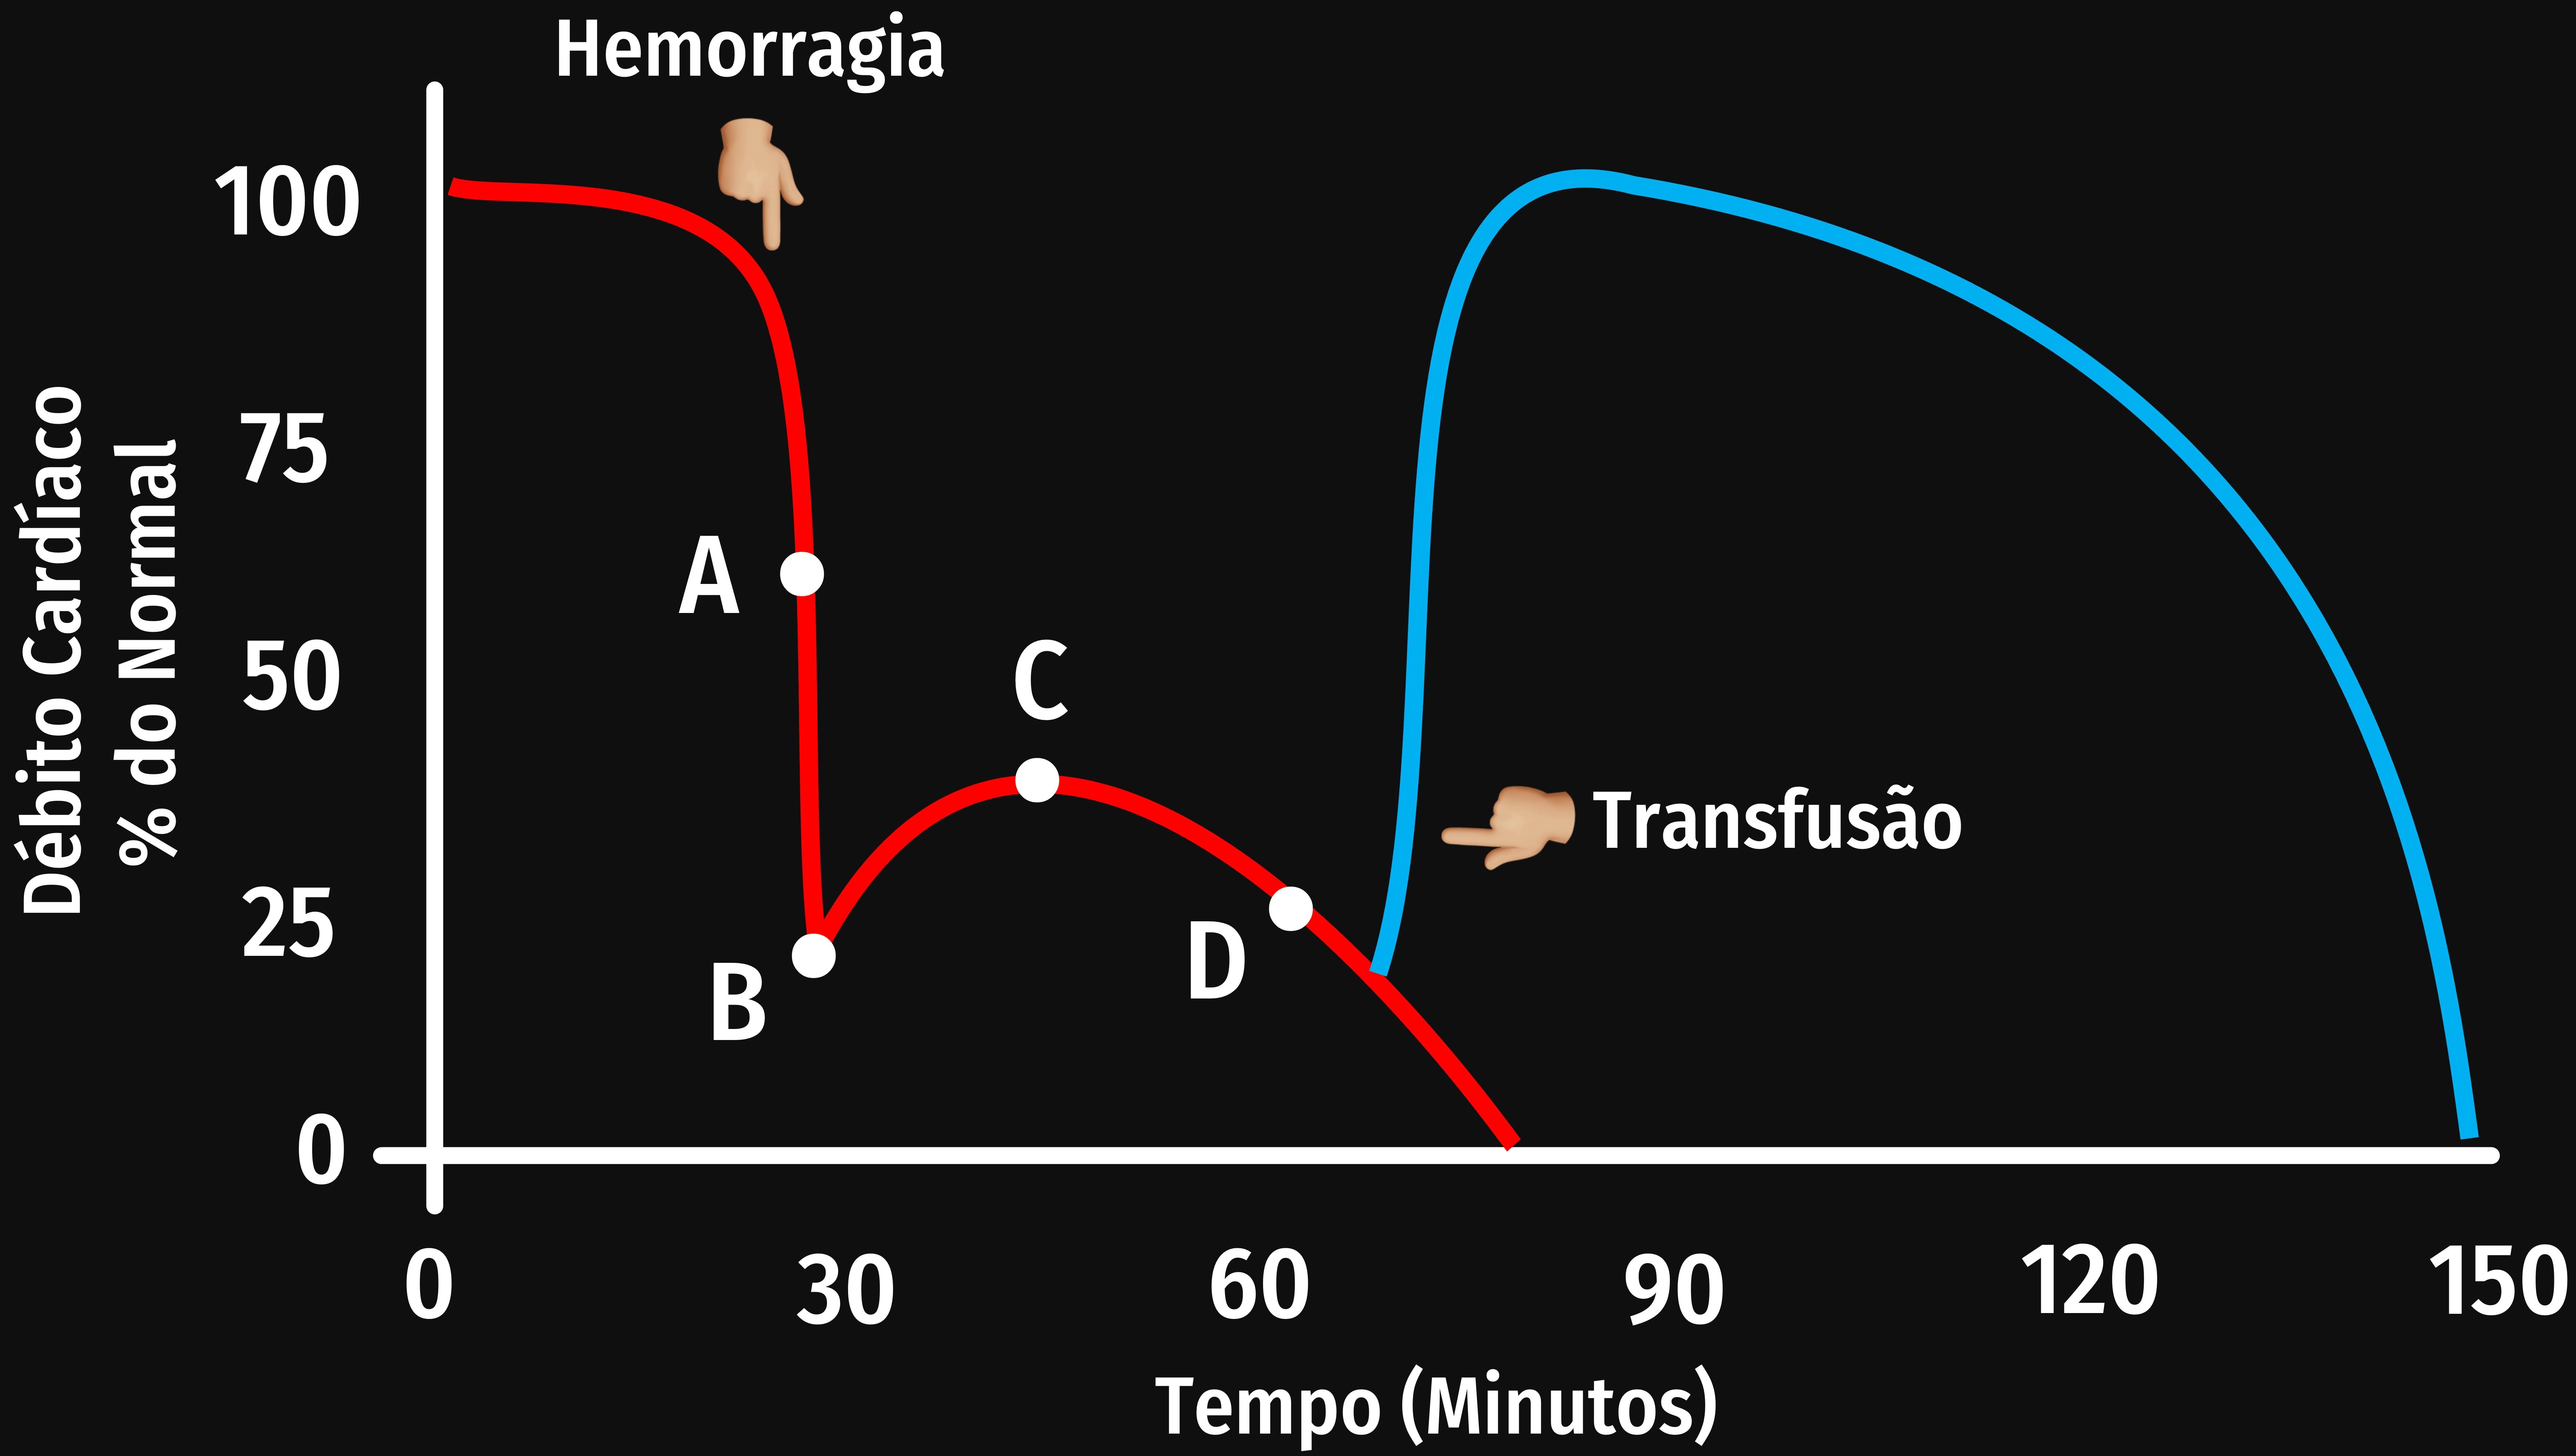 Hemorragia
100
75
50
25
0
Débito Cardíaco
% do Normal
A
B
C
D
Transfusão
0 30 60 90 120 150
Tempo (Minutos)